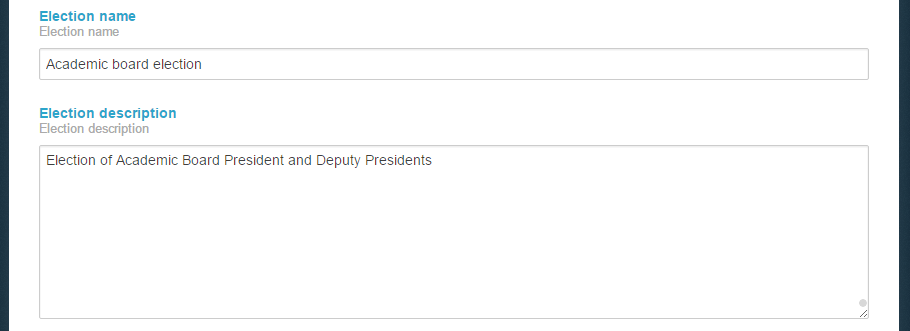 Election name
Election name
Academic board election
Election description
Election description
Election of Academic Board President and Deputy Presidents